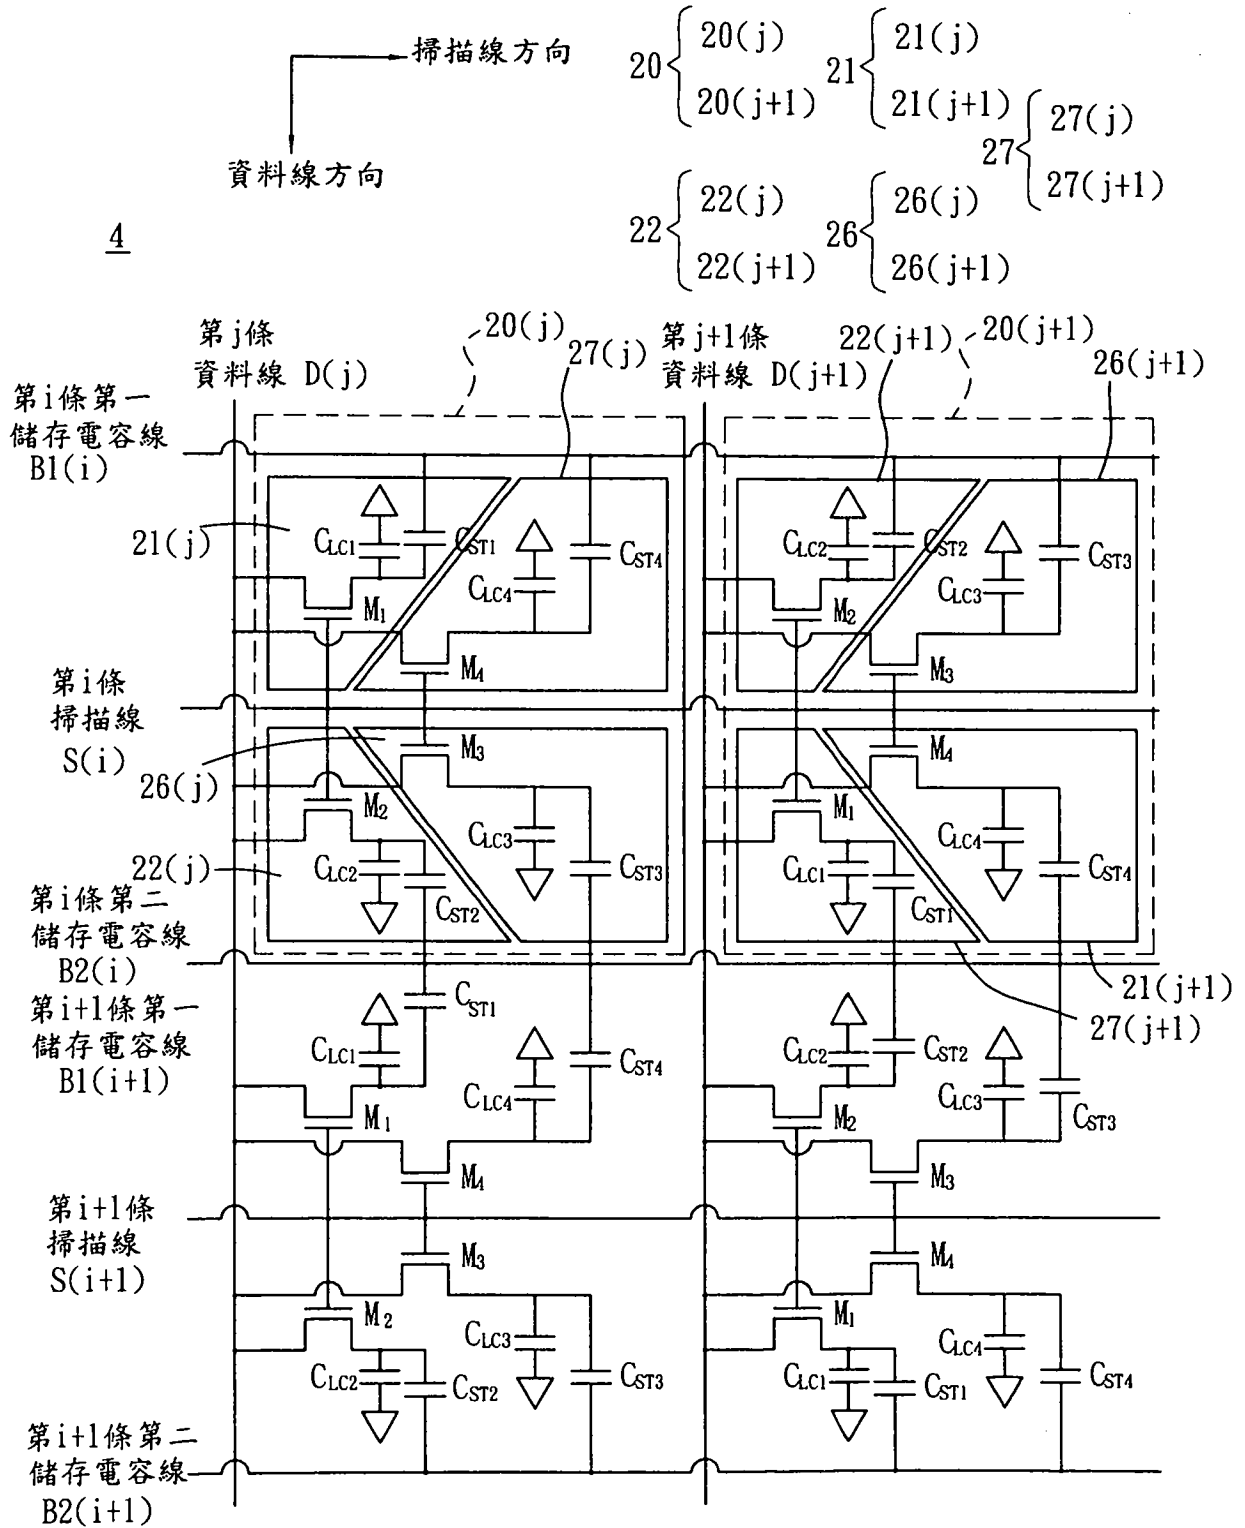 掃描線方向
資料線方向
20 { 20(j)
20(j+1)
21 { 21(j)
21(j+1)
27 { 27(j)
27(j+1)
22 { 22(j)
22(j+1)
26 { 26(j)
26(j+1)
4
第j條
資料線 D(j)
20(j)
27(j)
第j+1條
資料線 D(j+1)
22(j+1)
20(j+1)
26(j+1)
第i條第一
儲存電容線
B1(i)
21(j)
CLC1
CST1
CLC4
CST4
CLC2
CST2
CLC3
CST3
M1
M4
M2
M3
第i條
掃描線
S(i)
26(j)
M3
M2
M4
M1
22(j)
CLC2
CST2
CLC3
CST3
CLC1
CST1
CLC4
CST4
第i條第二
儲存電容線
B2(i)
21(j+1)
27(j+1)
第i+1條第一
儲存電容線
B1(i+1)
CLC1
CST1
CLC4
CST4
CLC2
CST2
CLC3
CST3
M1
M4
M2
M3
第i+1條
掃描線
S(i+1)
M3
M2
M4
M1
CLC2
CST2
CLC3
CST3
CLC1
CST1
CLC4
CST4
第i+1條第二
儲存電容線
B2(i+1)